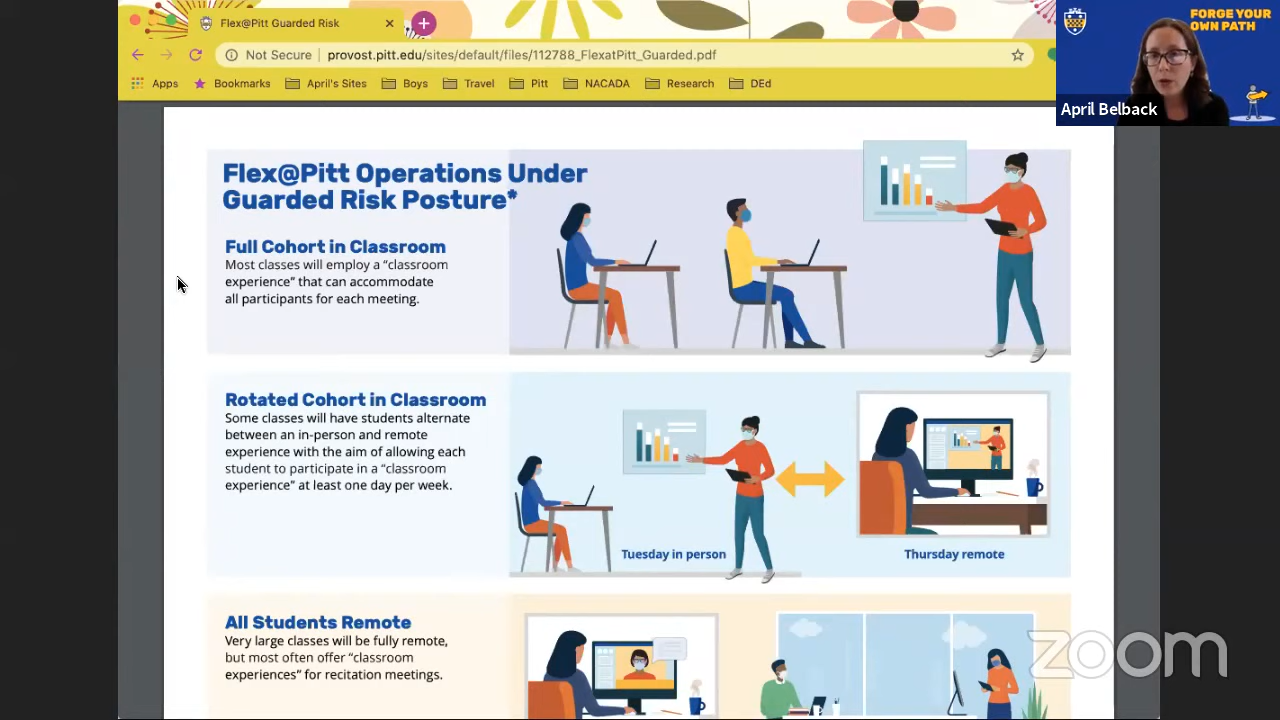 Flex@Pitt Guarded Risk
Not Secure
provost.pitt.edu/sites/default/files/112788_FlexatPitt_Guarded.pdf
Apps
Bookmarks
April's Sites
Boys
Travel
Pitt
NACADA
Research
DEd
FORGE YOUR
OWN PATH
April Belback
Flex@Pitt Operations Under
Guarded Risk Posture*
Full Cohort in Classroom
Most classes will employ a “classroom
experience” that can accommodate
all participants for each meeting.
Rotated Cohort in Classroom
Some classes will have students alternate
between an in-person and remote
experience with the aim of allowing each
student to participate in a “classroom
experience” at least one day per week.
Tuesday in person
Thursday remote
All Students Remote
Very large classes will be fully remote,
but most often offer “classroom
experiences” for recitation meetings.
zoom